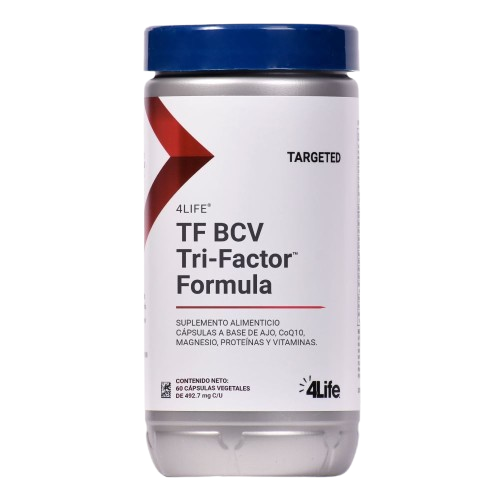 TARGETED
4LIFE®
TF BCV
Tri-Factor™
Formula
SUPLEMENTO ALIMENTICIO
CÁPSULAS A BASE DE AJO, CoQ10,
MAGNESIO, PROTEÍNAS Y VITAMINAS.
CONTENIDO NETO:
60 CÁPSULAS VEGETALES
DE 492.7 mg C/U
4Life